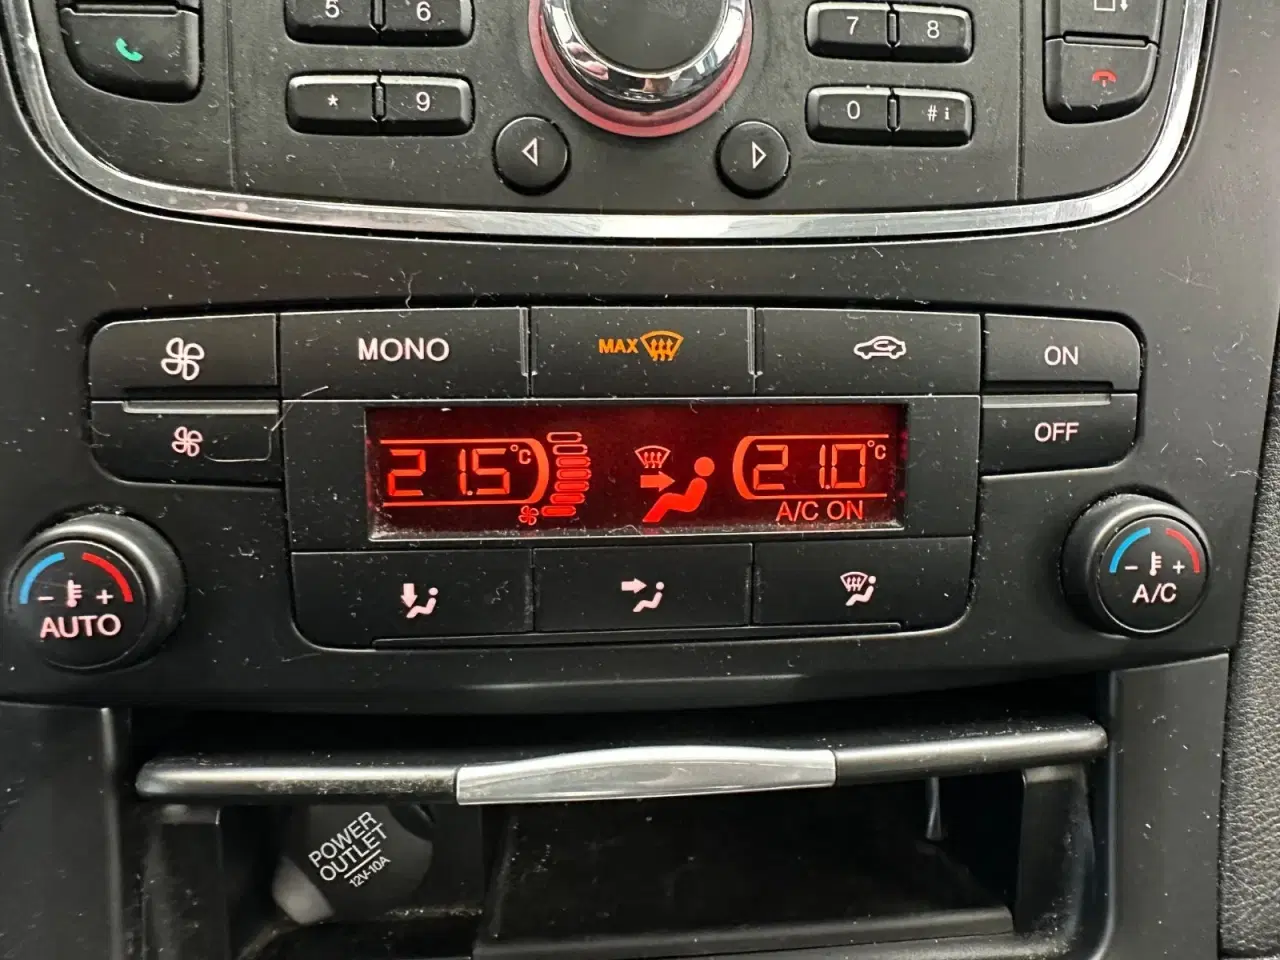 5 6
7 8
* 9
0 # i
MONO
MAX
ON
OFF
21.5°C
21.0°C
A/C ON
- +
AUTO
- +
A/C
POWER
OUTLET
12V-10A